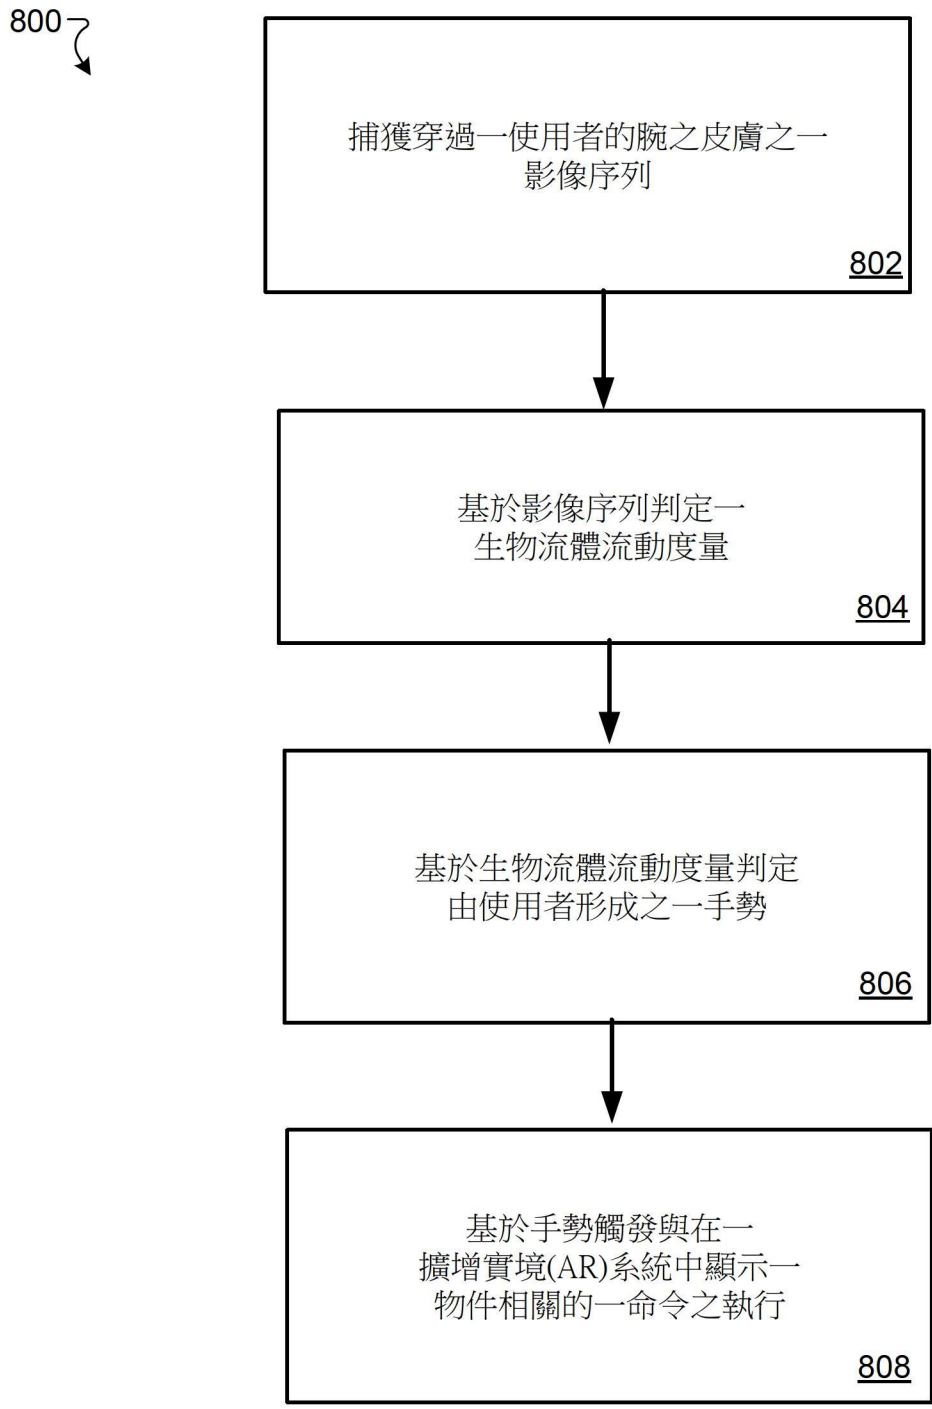 800
捕獲穿過一使用者的腕之皮膚之一
影像序列
802
基於影像序列判定一
生物流體流動度量
804
基於生物流體流動度量判定
由使用者形成之一手勢
806
基於手勢觸發與在一
擴增實境(AR)系統中顯示一
物件相關的一命令之執行
808